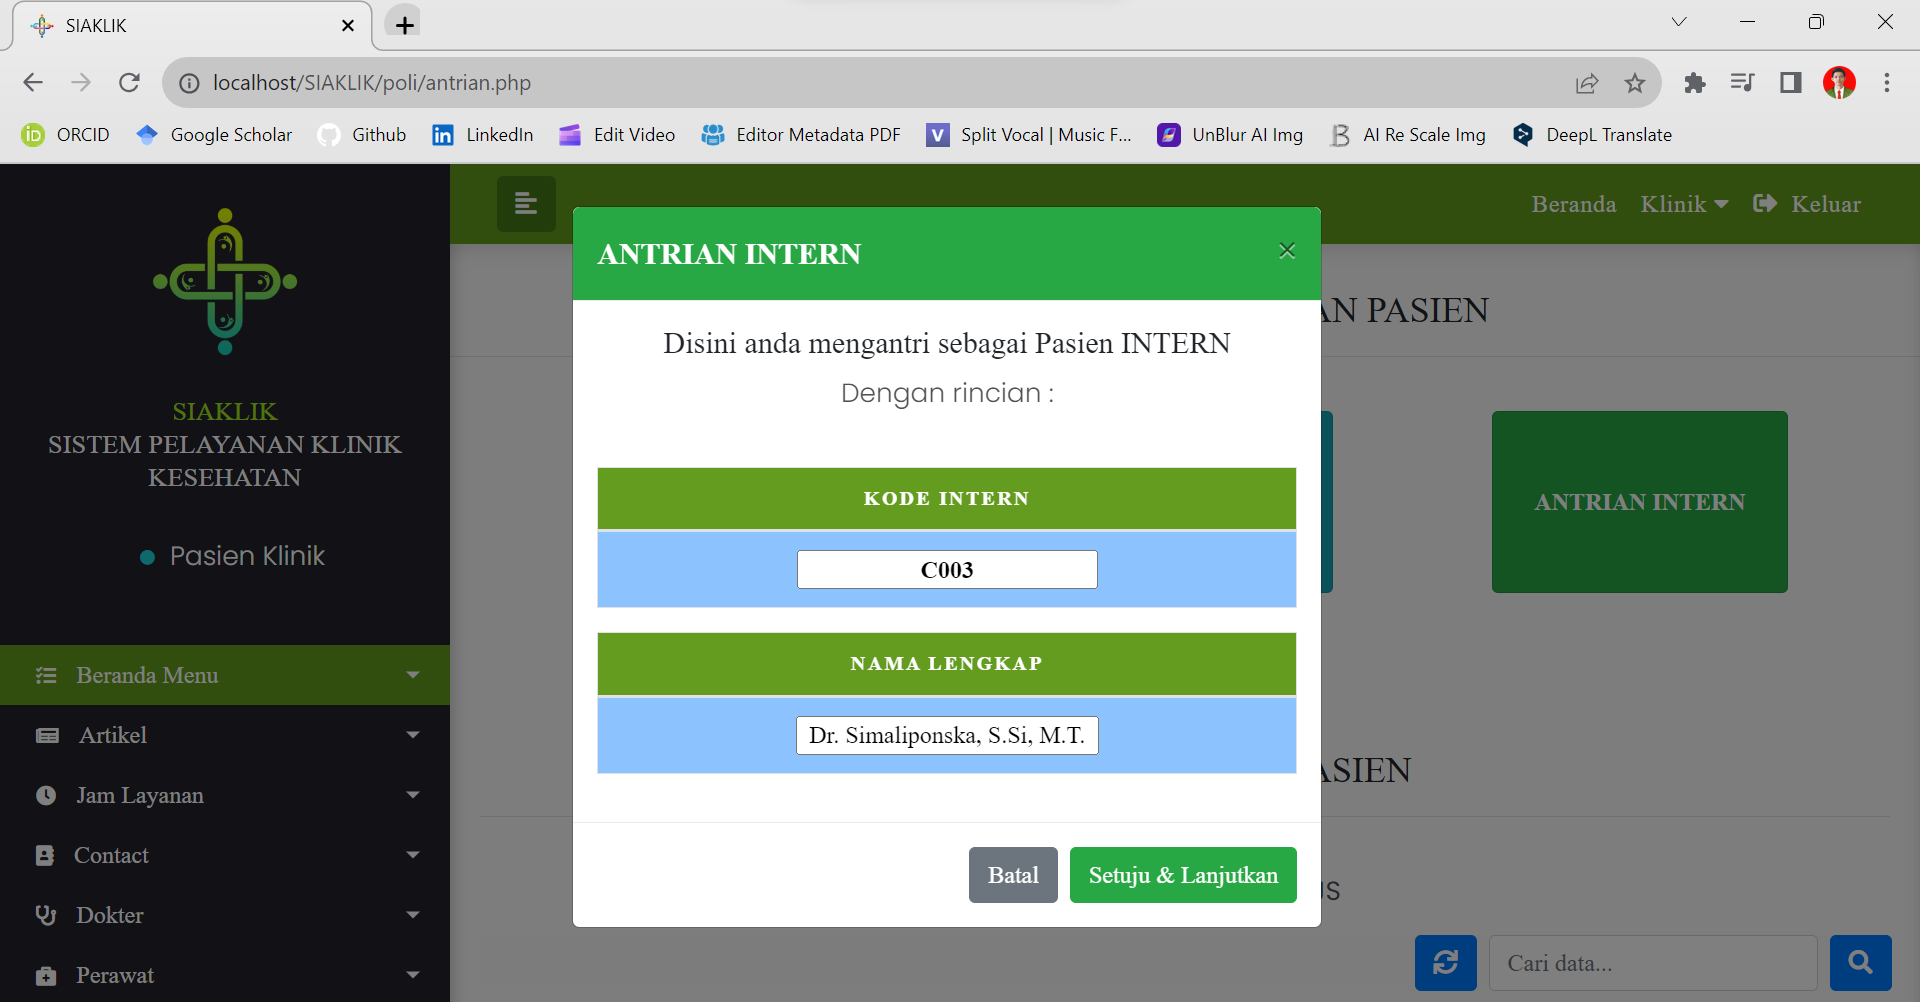 SIAKLIK
localhost/SIAKLIK/poli/antrian.php
ORCID
Google Scholar
Github
LinkedIn
Edit Video
Editor Metadata PDF
Split Vocal | Music F...
UnBlur AI Img
AI Re Scale Img
DeepL Translate
Beranda
Klinik
Keluar
SIAKLIK
SISTEM PELAYANAN KLINIK
KESEHATAN
Pasien Klinik
Beranda Menu
Artikel
Jam Layanan
Contact
Dokter
Perawat
ANTRIAN INTERN
×
Disini anda mengantri sebagai Pasien INTERN
Dengan rincian :
KODE INTERN
C003
NAMA LENGKAP
Dr. Simaliponska, S.Si, M.T.
Batal
Setuju & Lanjutkan
AN PASIEN
ANTRIAN INTERN
ASIEN
US
Cari data...